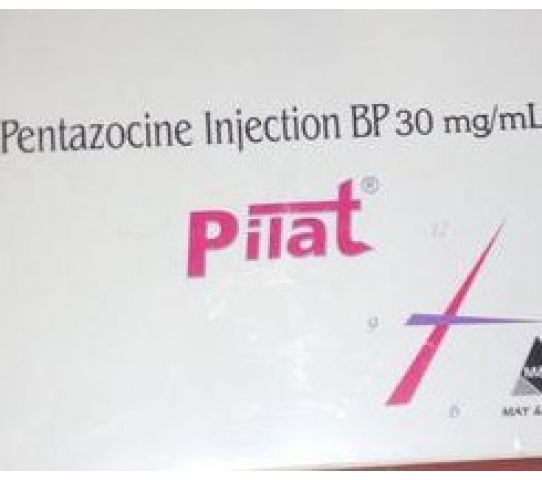 Pentazocine Injection BP 30 mg/mL
Pilat®
12
9
6
MAY &